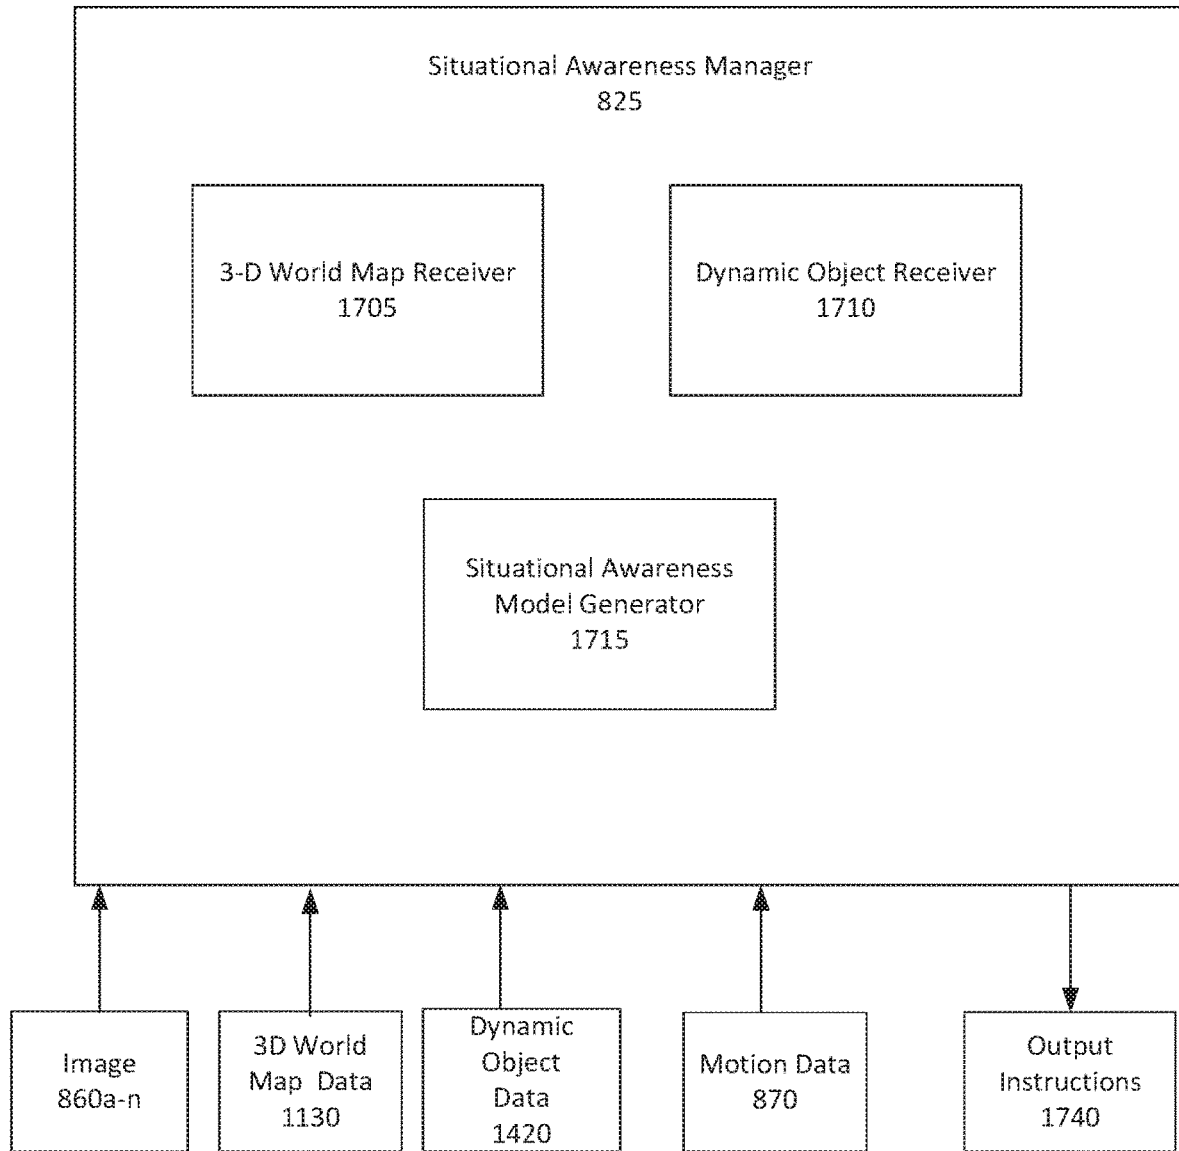 Situational Awareness Manager
825
3-D World Map Receiver
1705
Dynamic Object Receiver
1710
Situational Awareness
Model Generator
1715
Image
860a-n
3D World
Map Data
1130
Dynamic
Object
Data
1420
Motion Data
870
Output
Instructions
1740